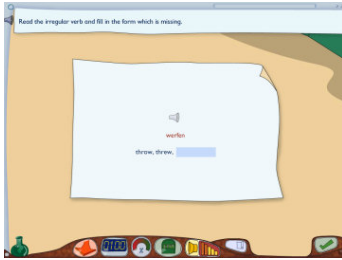 Read the irregular verb and fill in the form which is missing.
werfen
throw, threw,